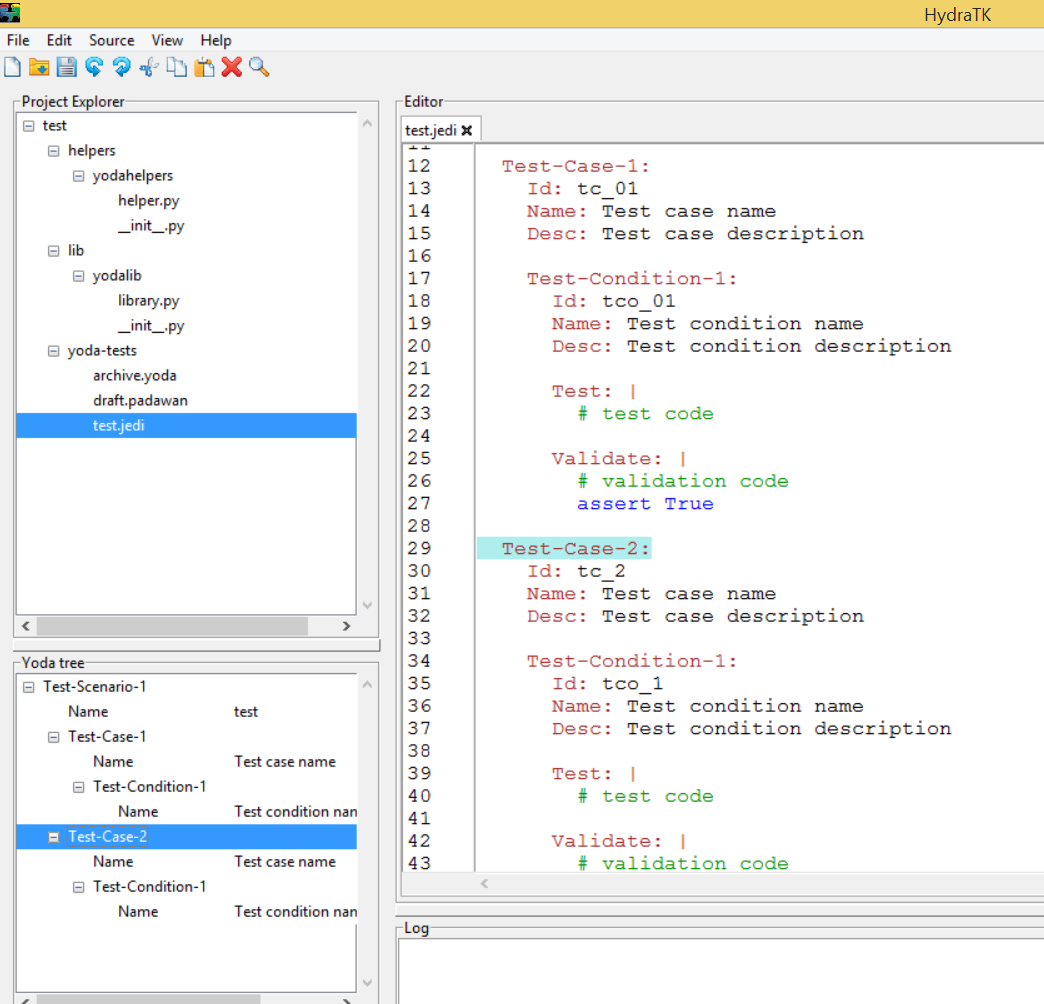 HydraTK
File Edit Source View Help
Project Explorer
test
helpers
yodahelpers
helper.py
__init__.py
lib
yodalib
library.py
__init__.py
yoda-tests
archive.yoda
draft.padawan
test.jedi
Yoda tree
Test-Scenario-1
Name test
Test-Case-1
Name Test case name
Test-Condition-1
Name Test condition nan
Test-Case-2
Name Test case name
Test-Condition-1
Name Test condition nan
Editor
test.jedi
12 Test-Case-1:
13 Id: tc_01
14 Name: Test case name
15 Desc: Test case description
16
17 Test-Condition-1:
18 Id: tco_01
19 Name: Test condition name
20 Desc: Test condition description
21
22 Test: |
23 # test code
24
25 Validate: |
26 # validation code
27 assert True
28
29 Test-Case-2:
30 Id: tc_2
31 Name: Test case name
32 Desc: Test case description
33
34 Test-Condition-1:
35 Id: tco_1
36 Name: Test condition name
37 Desc: Test condition description
38
39 Test: |
40 # test code
41
42 Validate: |
43 # validation code
Log